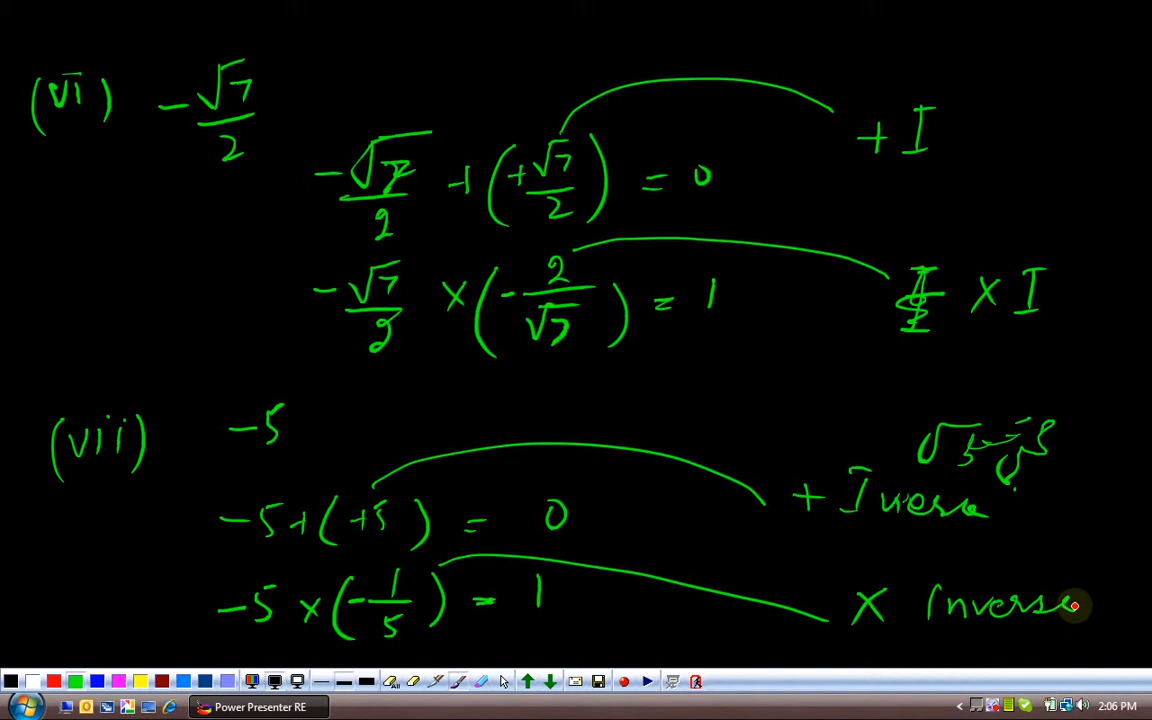 (vi) -√7/2
-√7/2 + (+√7/2) = 0 + I
-√7/2 × (-2/√7) = 1 × I
(vii) -5
-5 + (+5) = 0 + Iverse
-5 × (-1/5) = 1 × Inverse
Power Presenter RE
2:06 PM